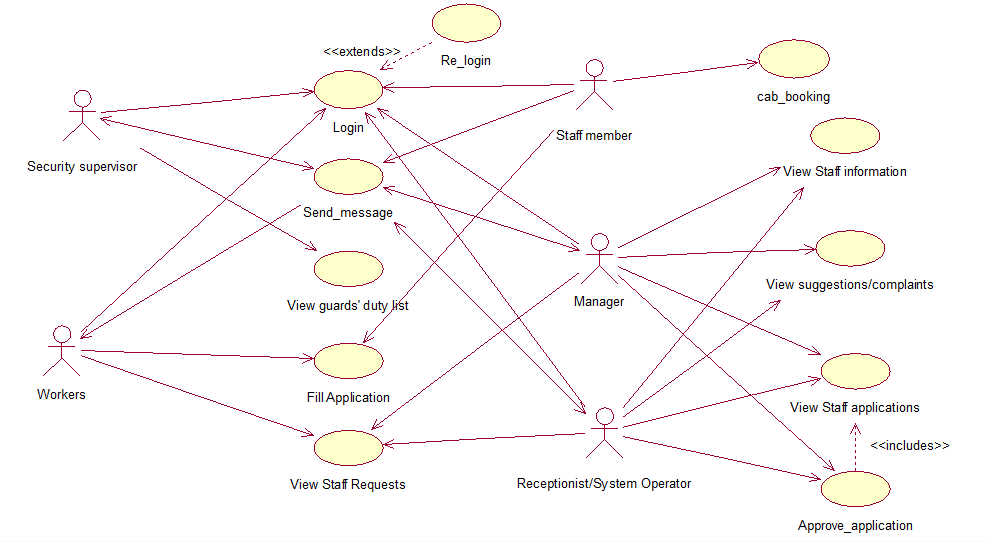 <<extends>>
Re_login
cab_booking
Login
Staff member
Security supervisor
View Staff information
Send_message
View suggestions/complaints
Manager
View guards' duty list
Workers
Fill Application
View Staff applications
<<includes>>
View Staff Requests
Receptionist/System Operator
Approve_application